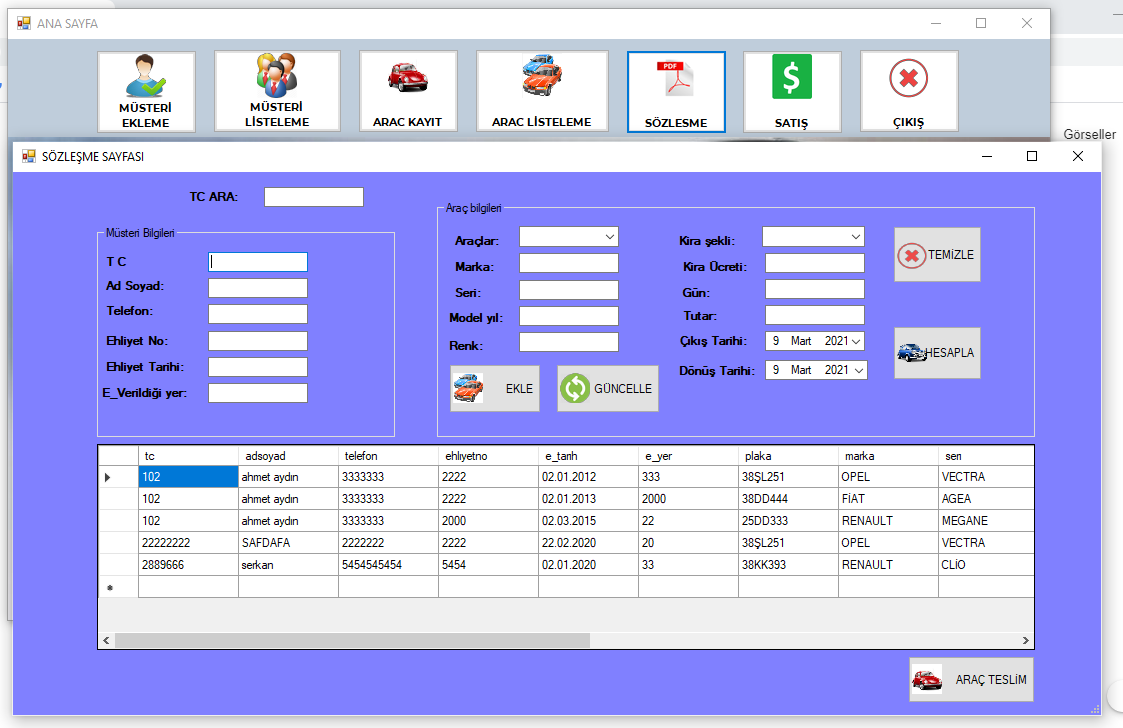 ANA SAYFA
MÜSTERİ EKLEME
MÜSTERİ LİSTELEME
ARAC KAYIT
ARAC LİSTELEME
PDF
SÖZLESME
$
SATIŞ
ÇIKIŞ
Görseller
SÖZLEŞME SAYFASI
TC ARA:
Müsteri Bilgileri
T C
Ad Soyad:
Telefon:
Ehliyet No:
Ehliyet Tarihi:
E_Verildiği yer:
Araç bilgileri
Araçlar:
Marka:
Seri:
Model yıl:
Renk:
Kira şekli:
Kira Ücreti:
Gün:
Tutar:
Çıkış Tarihi: 9 Mart 2021
Dönüş Tarihi: 9 Mart 2021
TEMİZLE
HESAPLA
EKLE
GÜNCELLE
tc adsoyad telefon ehliyetno e_tarih e_yer plaka marka seri
102 ahmet aydın 3333333 2222 02.01.2012 333 38ŞL251 OPEL VECTRA
102 ahmet aydın 3333333 2222 02.01.2013 2000 38DD444 FİAT AGEA
102 ahmet aydın 3333333 2000 02.03.2015 22 25DD333 RENAULT MEGANE
22222222 SAFDAFA 2222222 2222 22.02.2020 20 38ŞL251 OPEL VECTRA
2889666 serkan 5454545454 5454 02.01.2020 33 38KK393 RENAULT CLİO
ARAÇ TESLİM